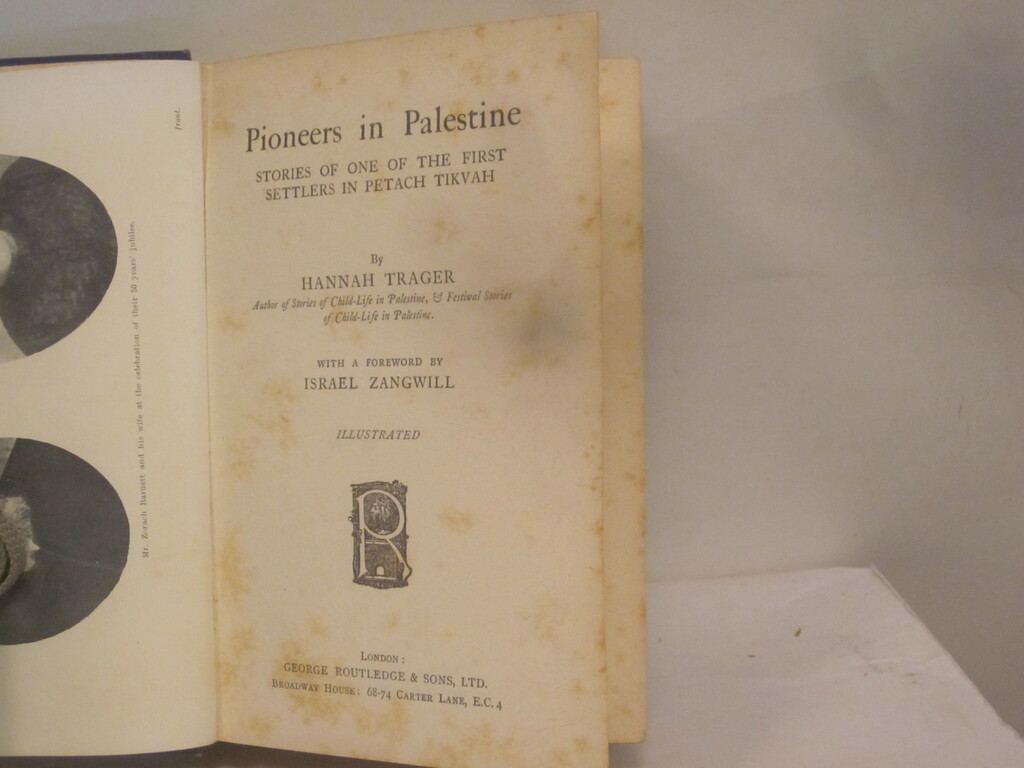 front.
Mr. Zorach Barnett and his wife at the celebration of their 50 years' jubilee.
Pioneers in Palestine
STORIES OF ONE OF THE FIRST
SETTLERS IN PETACH TIKVAH
By
HANNAH TRAGER
Author of Stories of Child-Life in Palestine, & Festival Stories
of Child-Life in Palestine.
WITH A FOREWORD BY
ISRAEL ZANGWILL
ILLUSTRATED
R
LONDON:
GEORGE ROUTLEDGE & SONS, LTD.
BROADWAY HOUSE: 68-74 CARTER LANE, E.C. 4